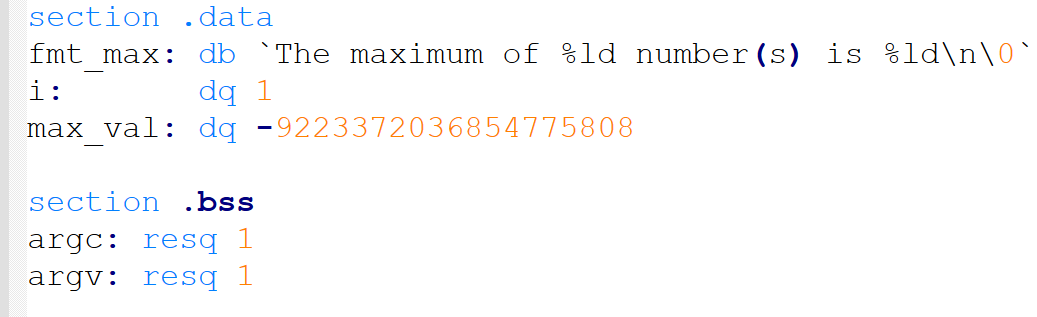 section .data
fmt_max: db `The maximum of %ld number(s) is %ld\n\0`
i:       dq 1
max_val: dq -9223372036854775808
section .bss
argc: resq 1
argv: resq 1